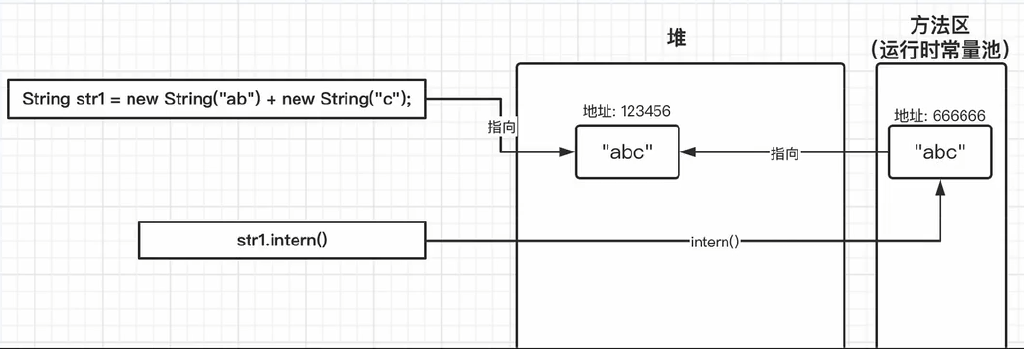 堆
方法区
（运行时常量池）
String str1 = new String("ab") + new String("c");
指向
地址: 123456
"abc"
指向
地址: 666666
"abc"
str1.intern()
intern()